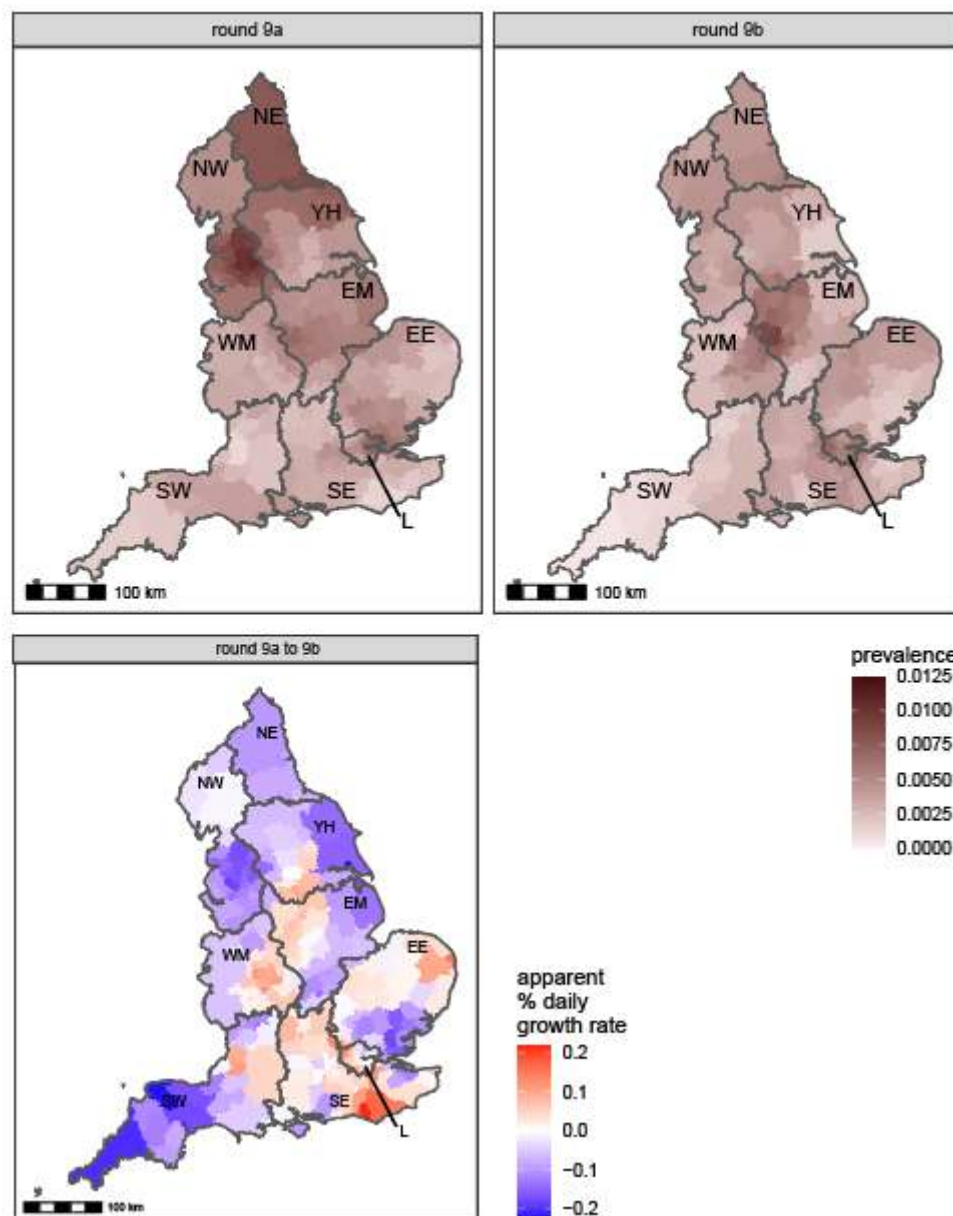 round 9a
round 9b
NE
NW
YH
EM
WM
EE
SW
SE
L
100 km
NE
NW
YH
EM
WM
EE
SW
SE
L
100 km
round 9a to 9b
NE
NW
YH
EM
WM
EE
SW
SE
L
100 km
prevalence
0.0125
0.0100
0.0075
0.0050
0.0025
0.0000
apparent
% daily
growth rate
0.2
0.1
0.0
−0.1
−0.2